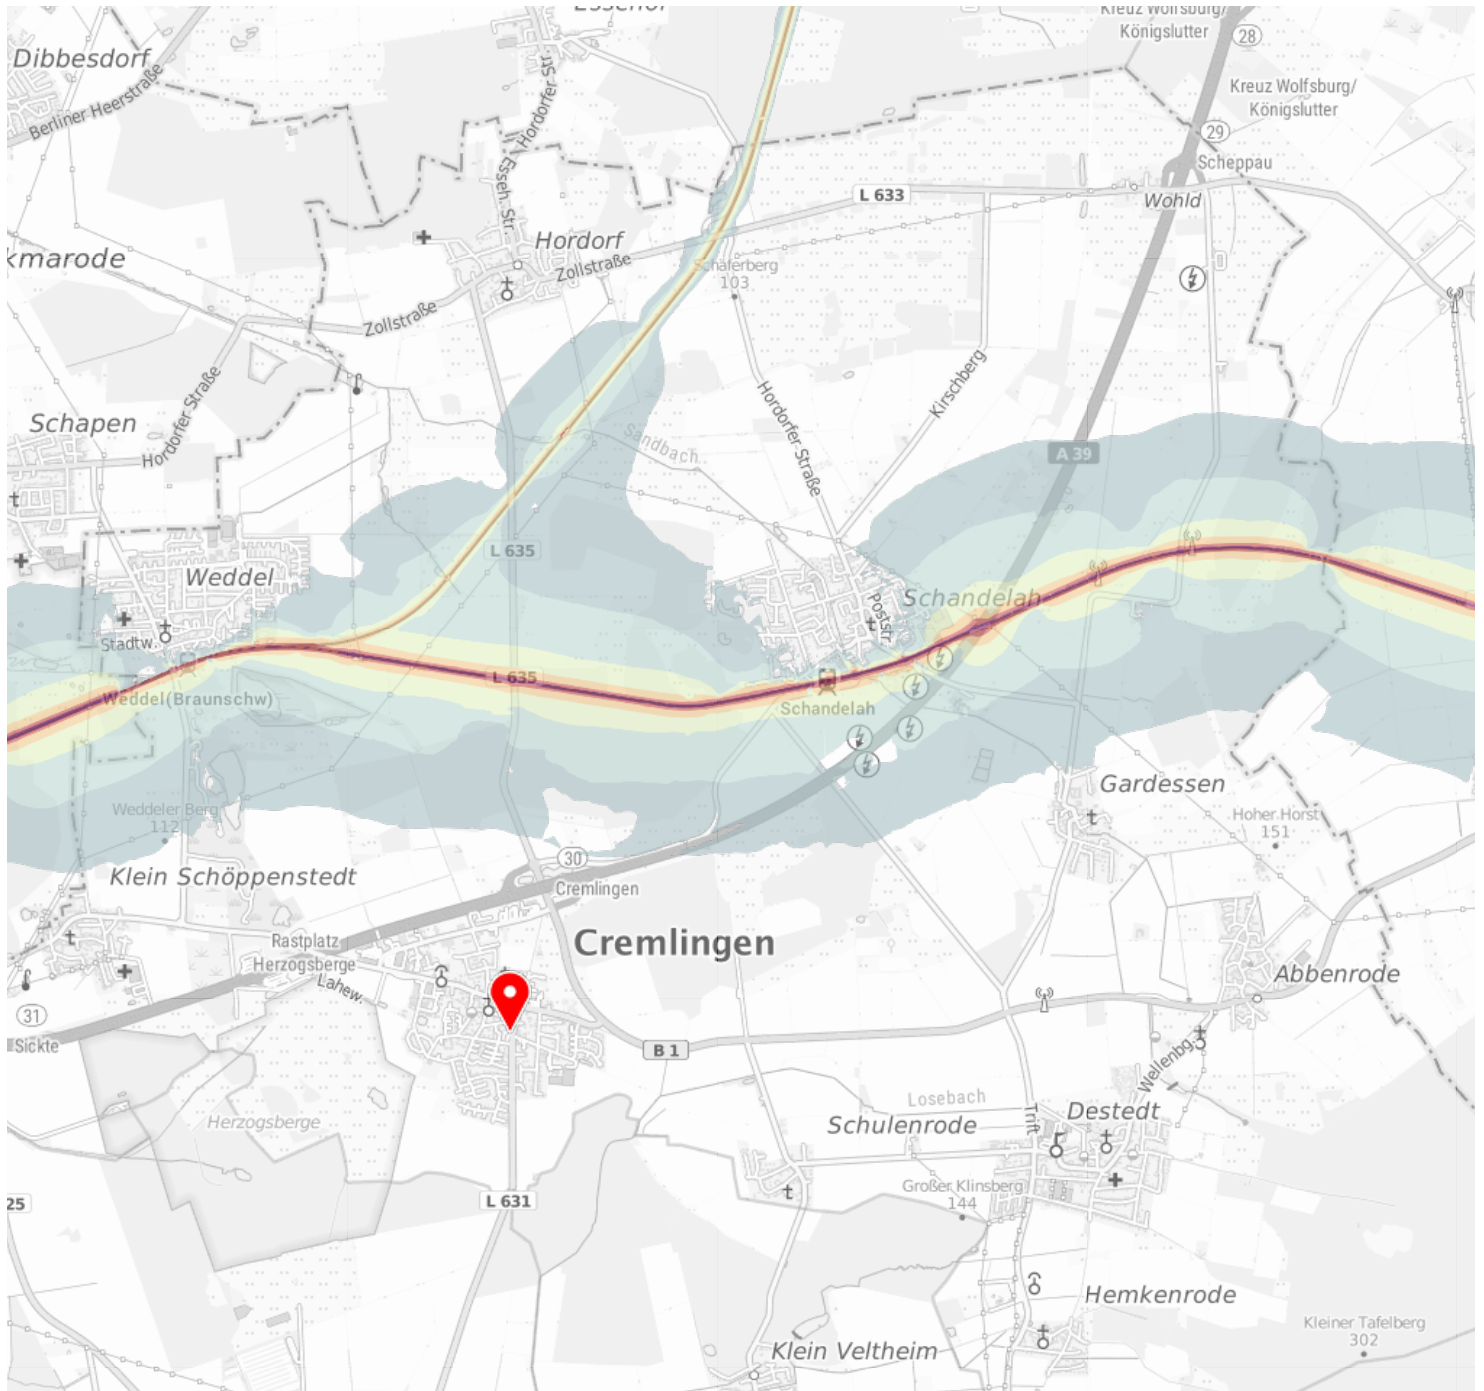 Dibbesdorf
Berliner Heerstraße
Hordorfer Str.
Esseh. Str.
Kreuz Wolfsburg/
Königslutter
28
Kreuz Wolfsburg/
Königslutter
29
Scheppau
L 633
Wohld
Hordorf
Zollstraße
Zollstraße
kmarode
Schäferberg
103
Schapen
Hordorfer Straße
Sandbach
Hordorfer Straße
Kirschberg
A 39
L 635
Weddel
Stadtw.
Poststr
Schandelah
L 635
Weddel(Braunschw)
Schandelah
Gardessen
Weddeler Berg
112
Hoher Horst
151
Klein Schöppenstedt
30
Cremlingen
Rastplatz
Herzogsberge
Cremlingen
Lahew.
Abbenrode
31
Sickte
B 1
Wellenbg.
Herzogsberge
Losebach
Schulenrode
Trift
Destedt
25
L 631
Großer Klinsberg
144
Hemkenrode
Kleiner Tafelberg
302
Klein Veltheim